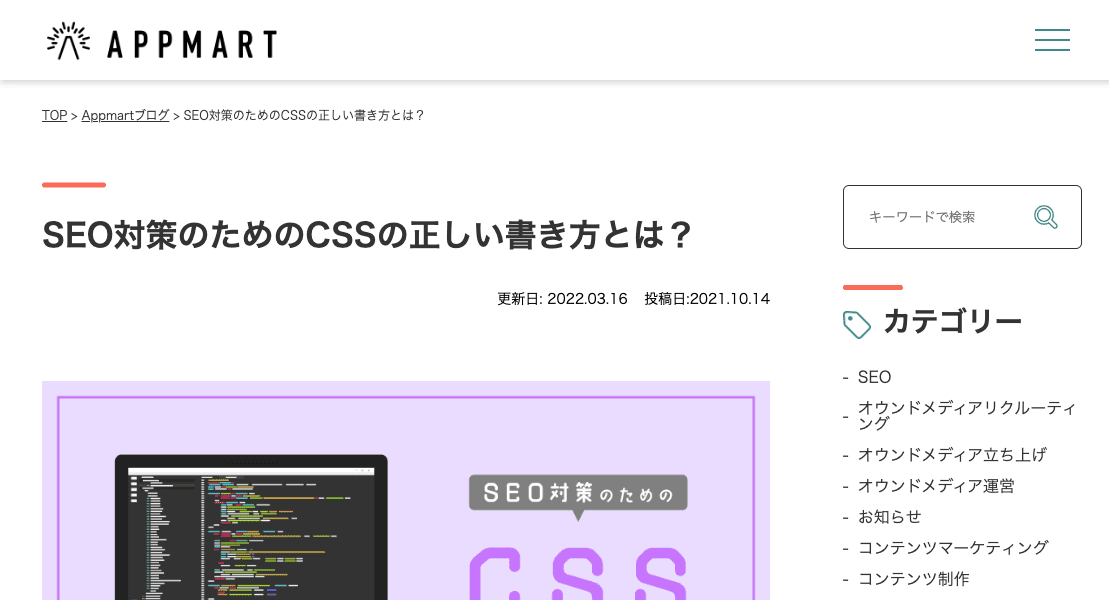 APPMART
TOP > Appmartブログ > SEO対策のためのCSSの正しい書き方とは？
SEO対策のためのCSSの正しい書き方とは？
更新日: 2022.03.16 投稿日:2021.10.14
SEO対策のための
CSS
キーワードで検索
カテゴリー
- SEO
- オウンドメディアリクルーティ
ング
- オウンドメディア立ち上げ
- オウンドメディア運営
- お知らせ
- コンテンツマーケティング
- コンテンツ制作